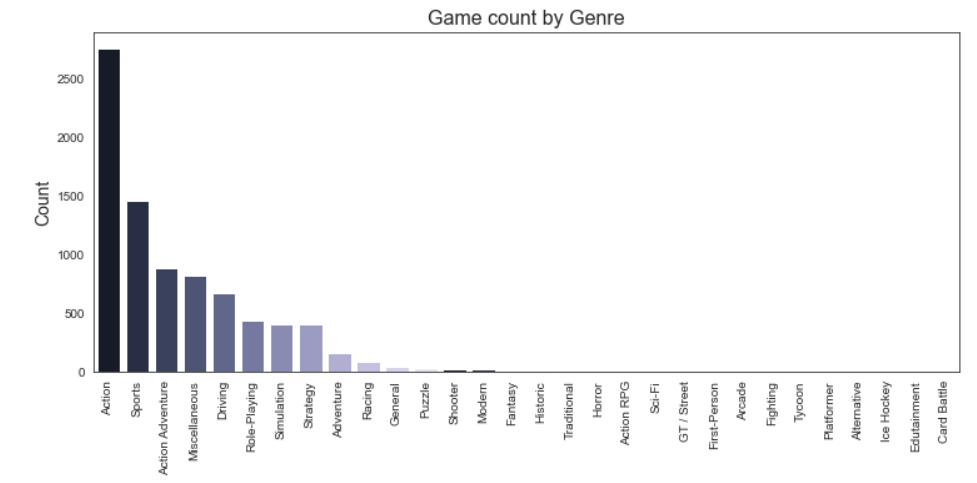 Game count by Genre
Count
2500
2000
1500
1000
500
0
Action
Sports
Action Adventure
Miscellaneous
Driving
Role-Playing
Simulation
Strategy
Adventure
Racing
General
Puzzle
Shooter
Modern
Fantasy
Historic
Traditional
Horror
Action RPG
Sci-Fi
GT / Street
First-Person
Arcade
Fighting
Tycoon
Platformer
Alternative
Ice Hockey
Edutainment
Card Battle